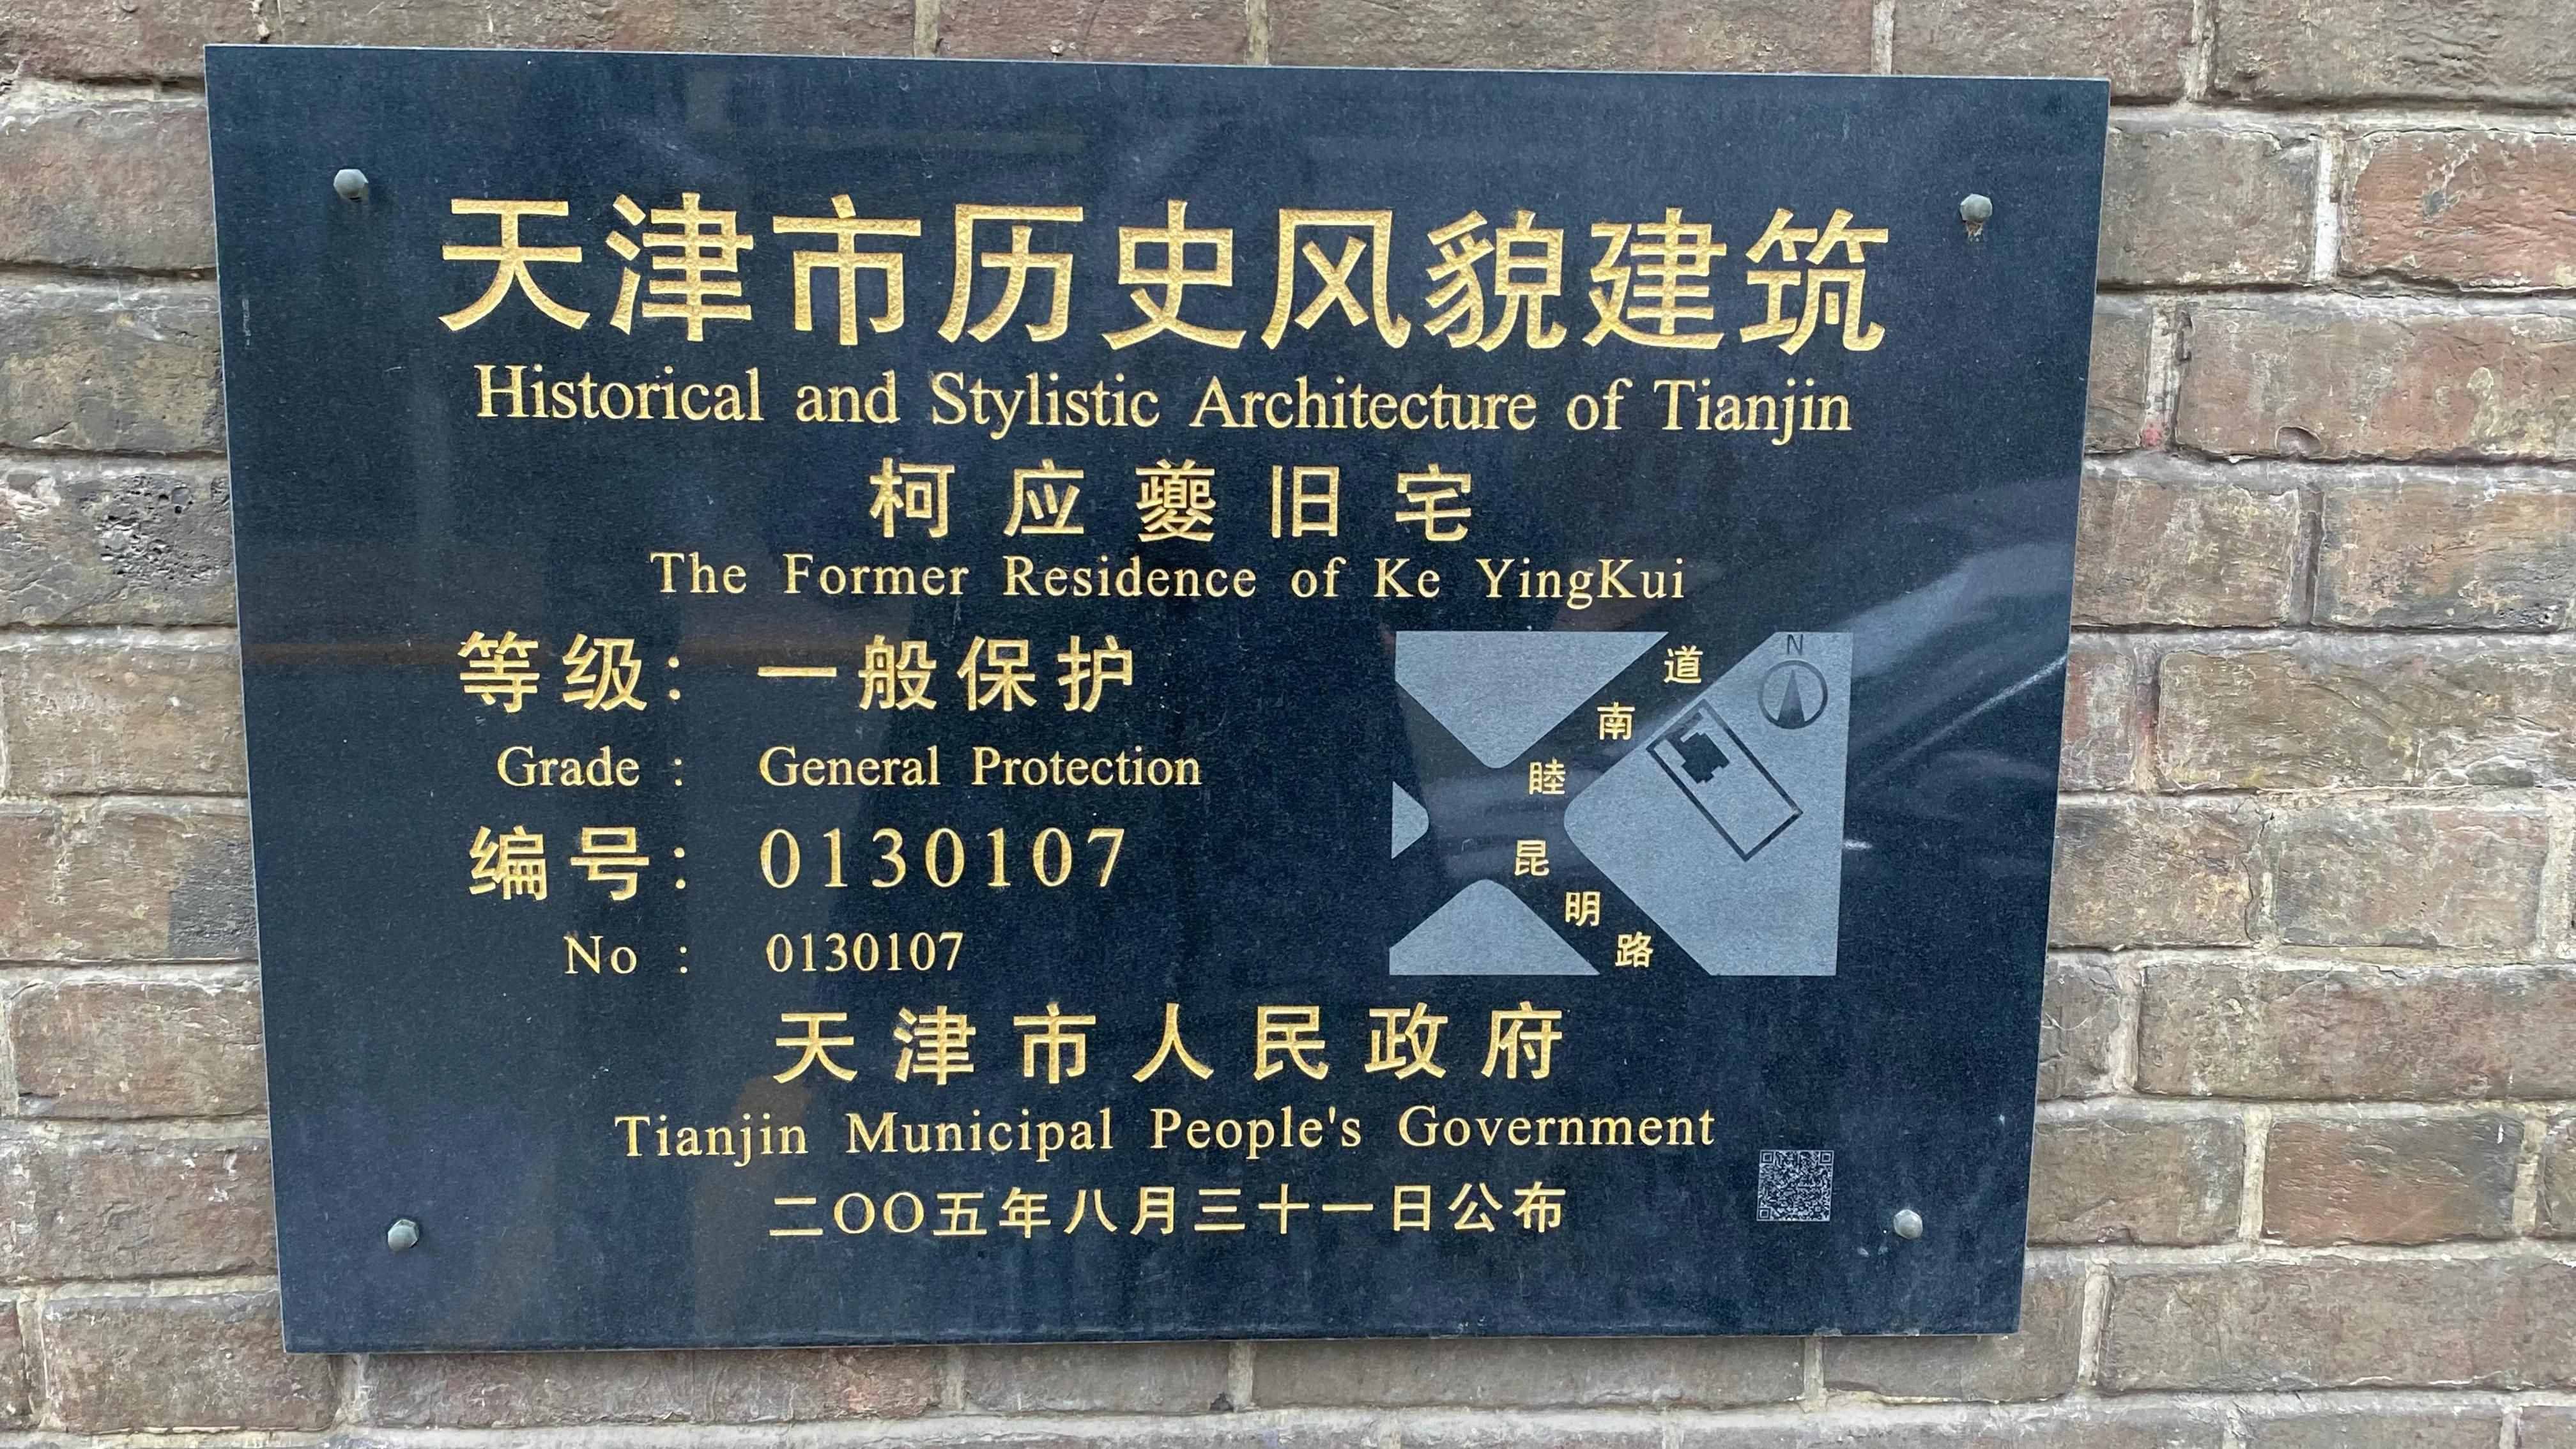 天津市历史风貌建筑
Historical and Stylistic Architecture of Tianjin
柯应夔旧宅
The Former Residence of Ke YingKui
等级：一般保护
Grade : General Protection
编号：0130107
No : 0130107
N
道南睦
昆明路
天津市人民政府
Tianjin Municipal People's Government
二〇〇五年八月三十一日公布